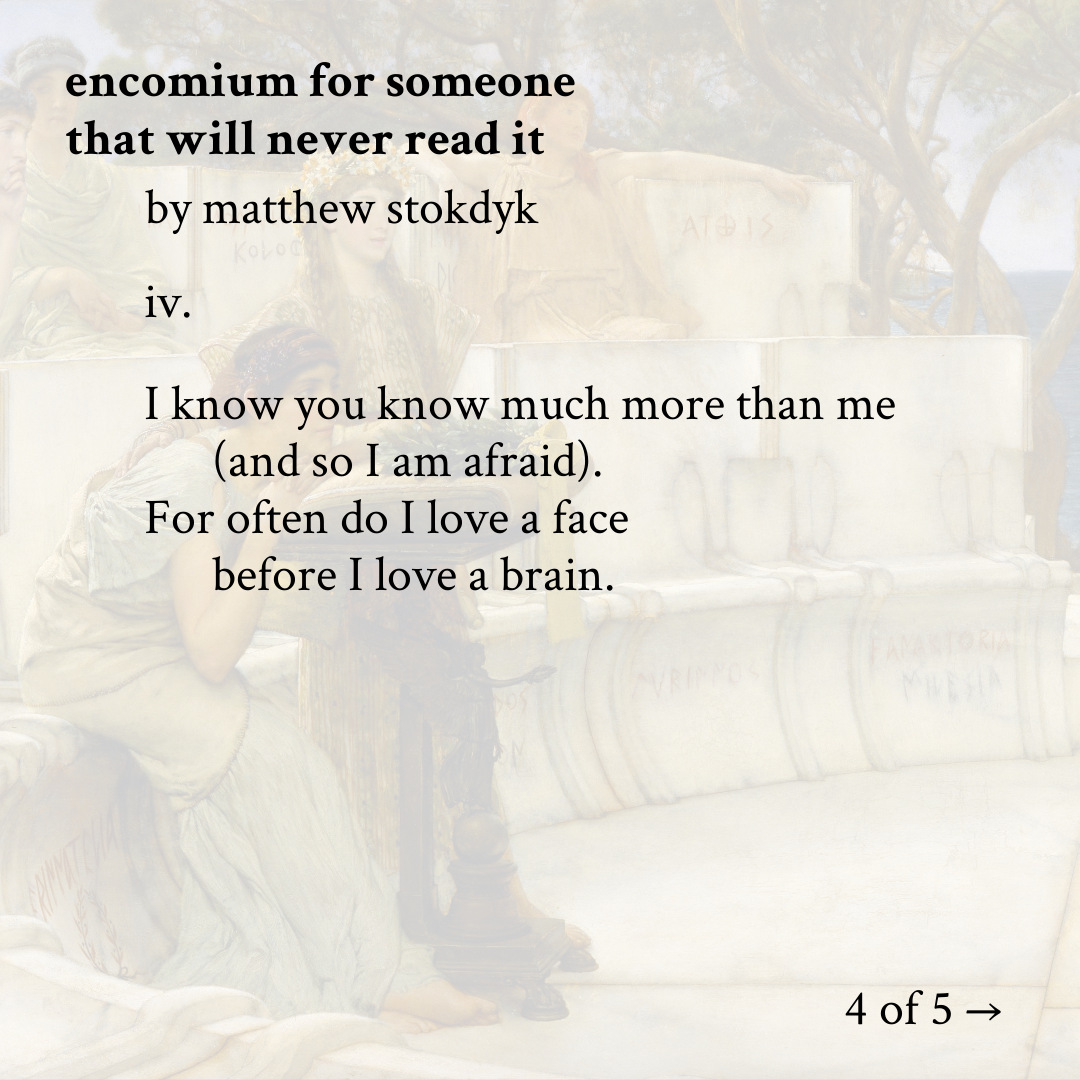 encomium for someone
that will never read it
by matthew stokdyk
iv.
I know you know much more than me
(and so I am afraid).
For often do I love a face
before I love a brain.
4 of 5 →